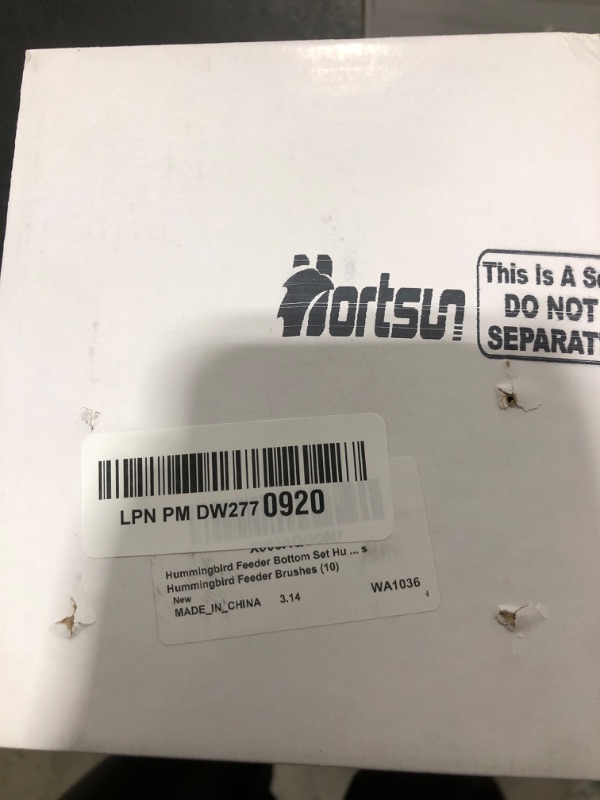 Hortsun
This Is A
DO NOT
LPN PM DW277 0920
Hummingbird Feeder Bottom Set Hu ... s
Hummingbird Feeder Brushes (10)
New
MADE_IN_CHINA 3.14 WA1036
4